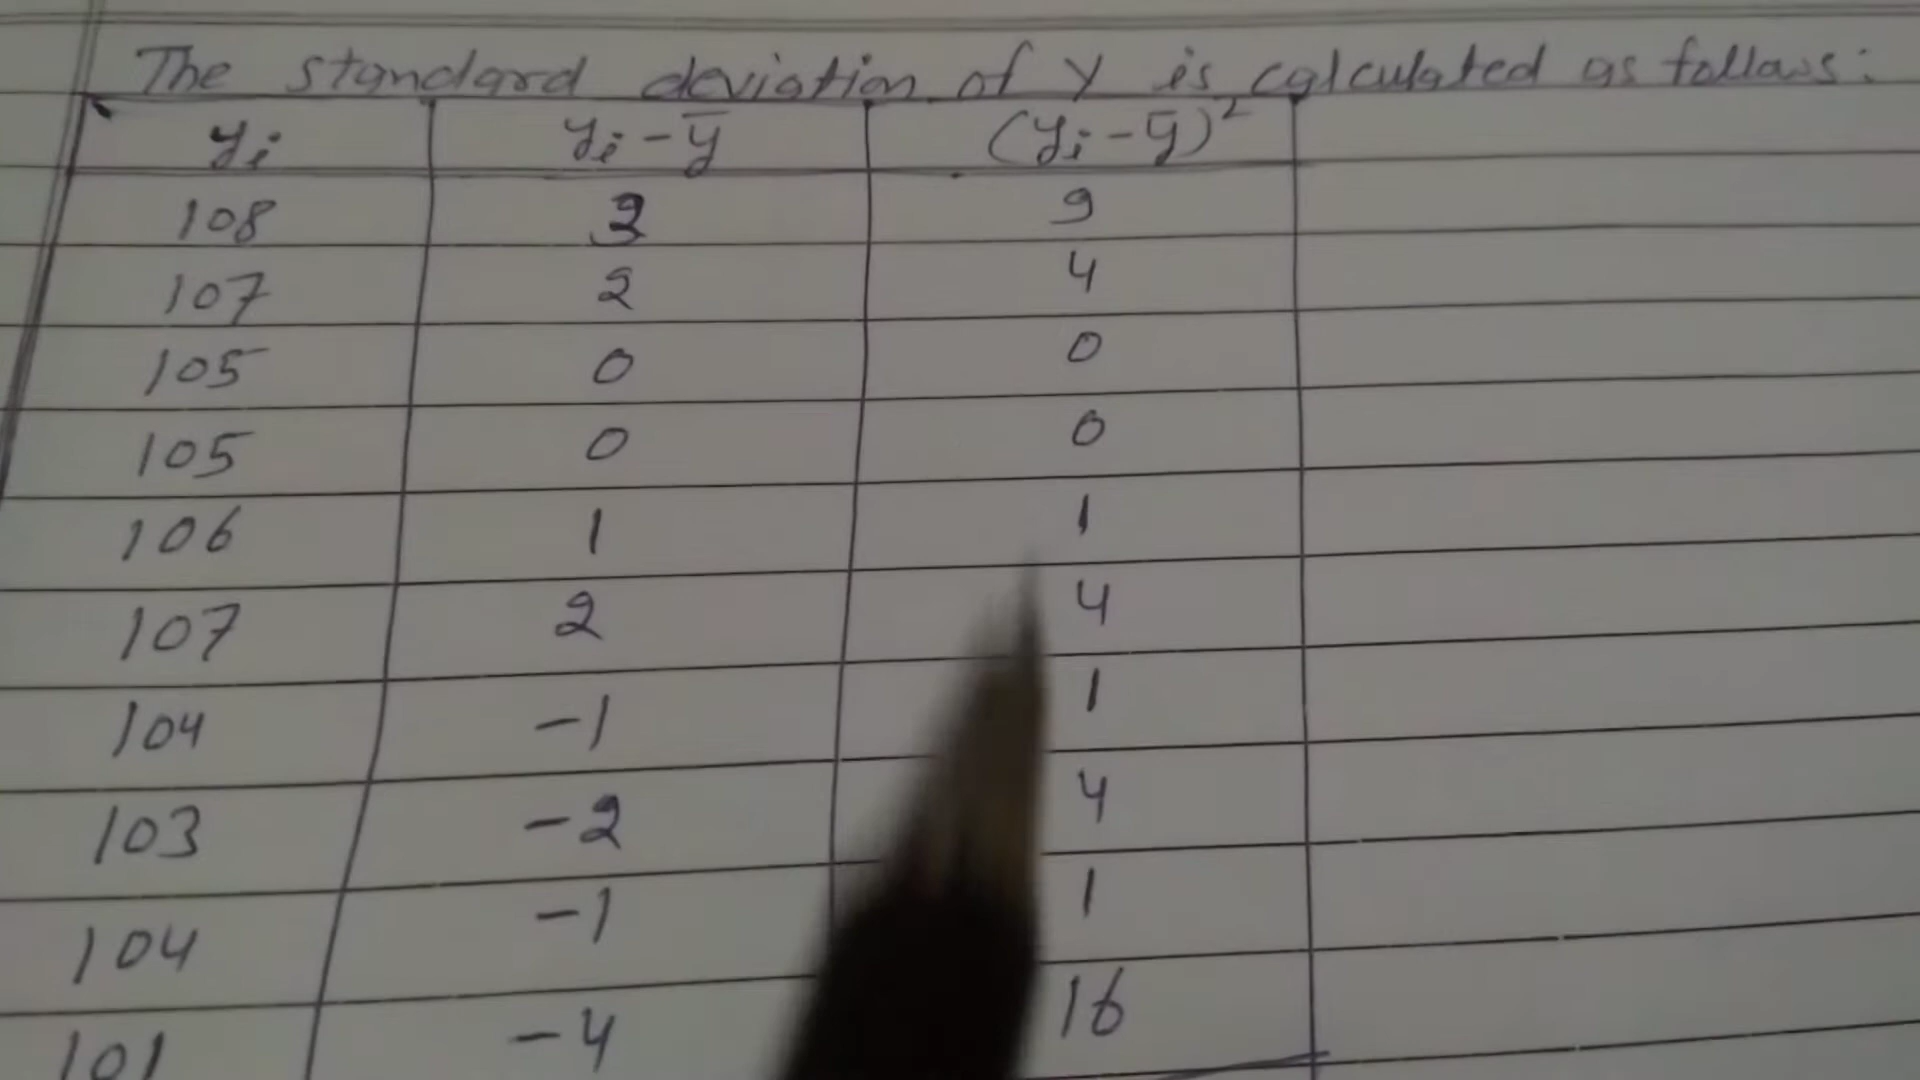 The standard deviation of Y is calculated as follows:
yi yi - ȳ (yi - ȳ)²
108 3 9
107 2 4
105 0 0
105 0 0
106 1 1
107 2 4
104 -1 1
103 -2 4
104 -1 1
101 -4 16